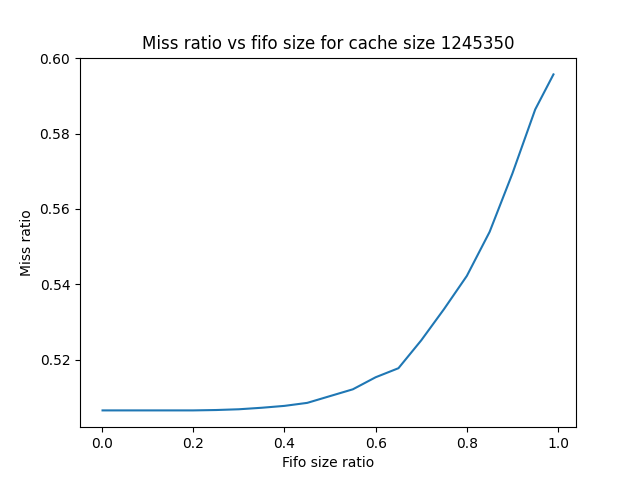 Miss ratio vs fifo size for cache size 1245350
0.60
0.58
0.56
0.54
0.52
Miss ratio
0.0 0.2 0.4 0.6 0.8 1.0
Fifo size ratio